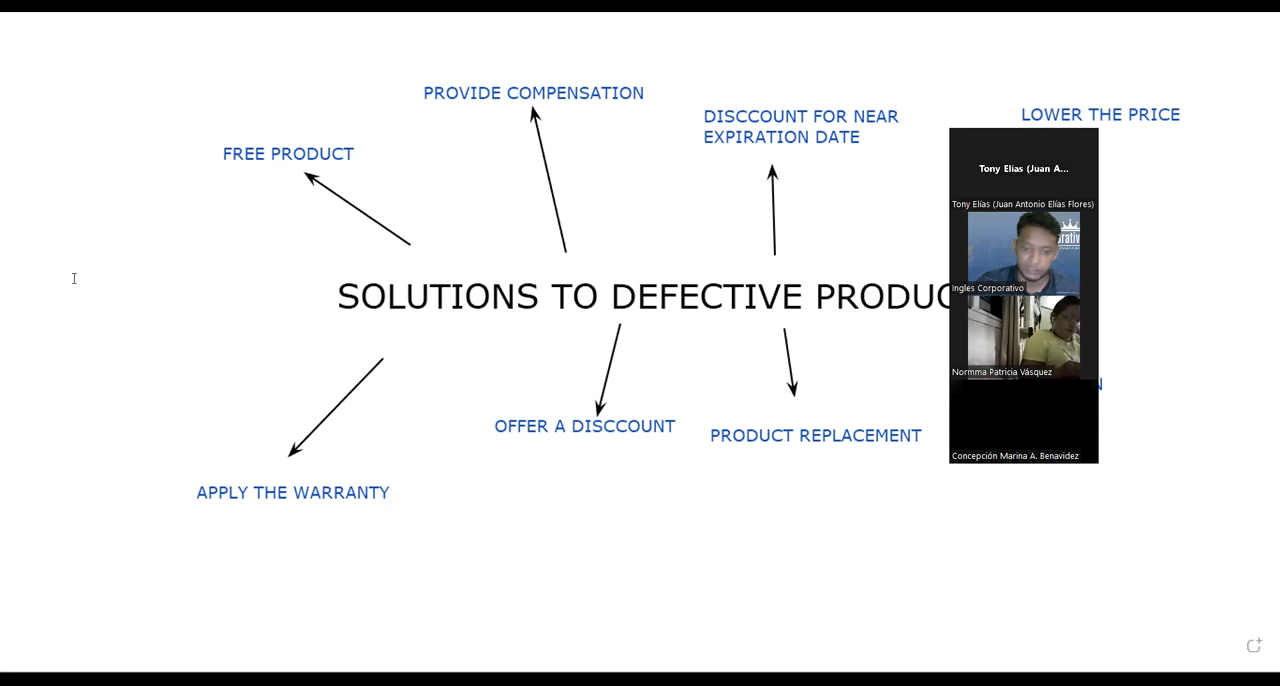 PROVIDE COMPENSATION
DISCCOUNT FOR NEAR
EXPIRATION DATE
LOWER THE PRICE
FREE PRODUCT
Tony Elías (Juan A...
Tony Elías (Juan Antonio Elías Flores)
SOLUTIONS TO DEFECTIVE
Ingles Corporativo
Normma Patricia Vásquez
OFFER A DISCCOUNT
PRODUCT REPLACEMENT
Concepción Marina A. Benavidez
APPLY THE WARRANTY